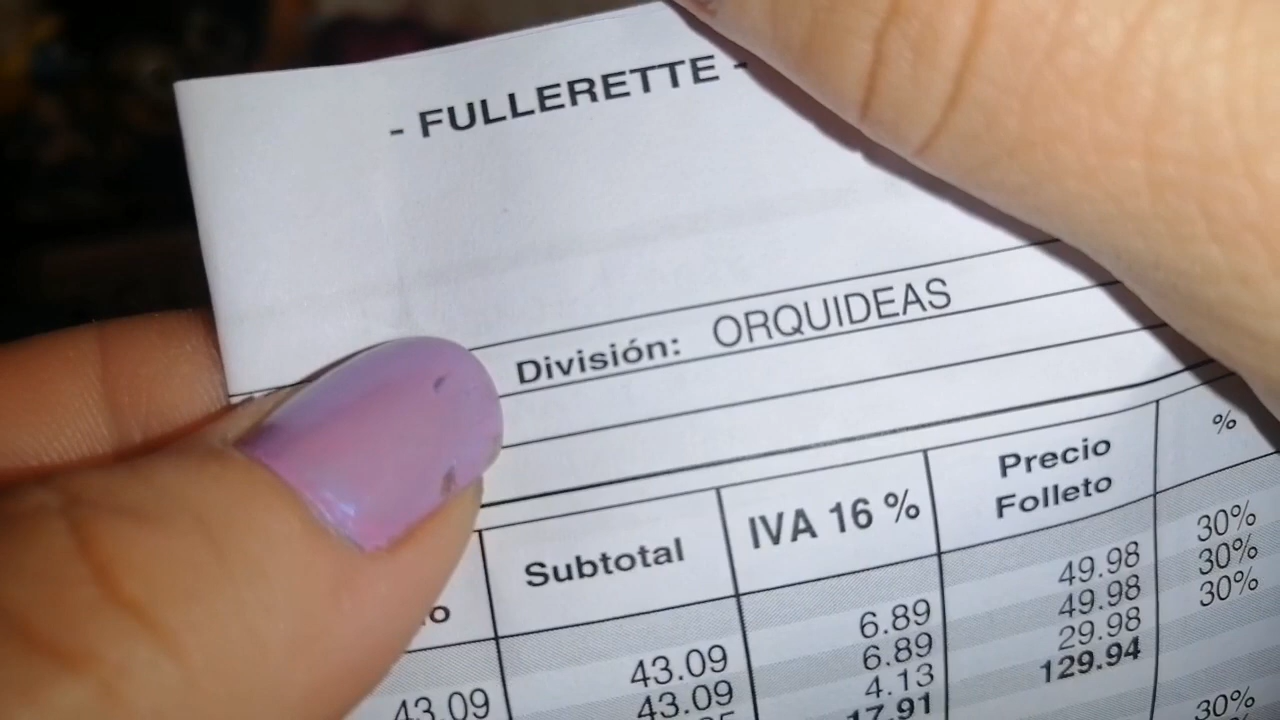 - FULLERETTE -
División: ORQUIDEAS
Subtotal IVA 16 % Precio Folleto %
6.89 49.98 30%
43.09 6.89 49.98 30%
43.09 43.09 4.13 29.98 30%
17.91 129.94
30%